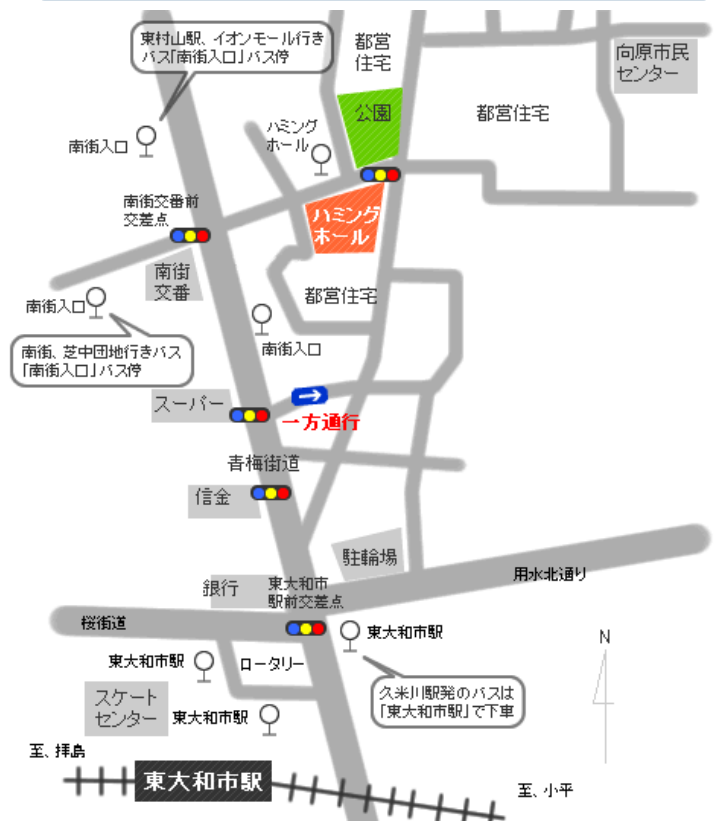 東村山駅、イオンモール行き
バス「南街入口」バス停
都営
住宅
向原市民
センター
公園
都営住宅
ハミング
ホール
南街入口
南街交番前
交差点
ハミング
ホール
南街
交番
都営住宅
南街入口
南街入口
南街、芝中団地行きバス
「南街入口」バス停
スーパー
一方通行
青梅街道
信金
駐輪場
用水北通り
銀行
東大和市
駅前交差点
桜街道
東大和市駅
N
東大和市駅
ロータリー
久米川駅発のバスは
「東大和市駅」で下車
スケート
センター
東大和市駅
至、拝島
東大和市駅
至、小平